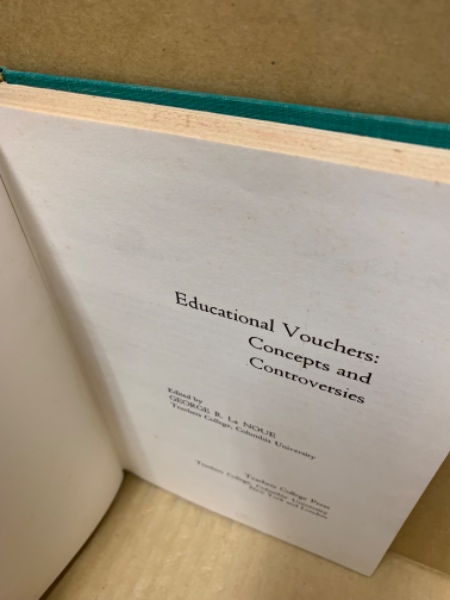 Educational Vouchers:
Concepts and
Controversies
Edited by
GEORGE R. La NOUE
Teachers College, Columbia University
Teachers College Press
Teachers College, Columbia University
New York and London